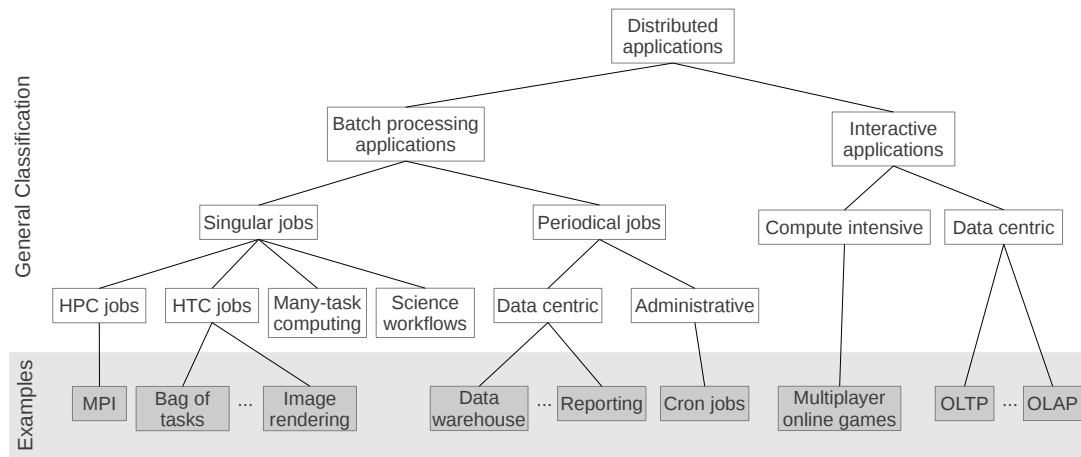 Distributed
applications
General Classification
Batch processing
applications
Interactive
applications
Singular jobs
Periodical jobs
Compute intensive
Data centric
HPC jobs
HTC jobs
Many-task
computing
Science
workflows
Data centric
Administrative
Examples
MPI
Bag of
tasks
...
Image
rendering
Data
warehouse
...
Reporting
Cron jobs
Multiplayer
online games
OLTP
...
OLAP